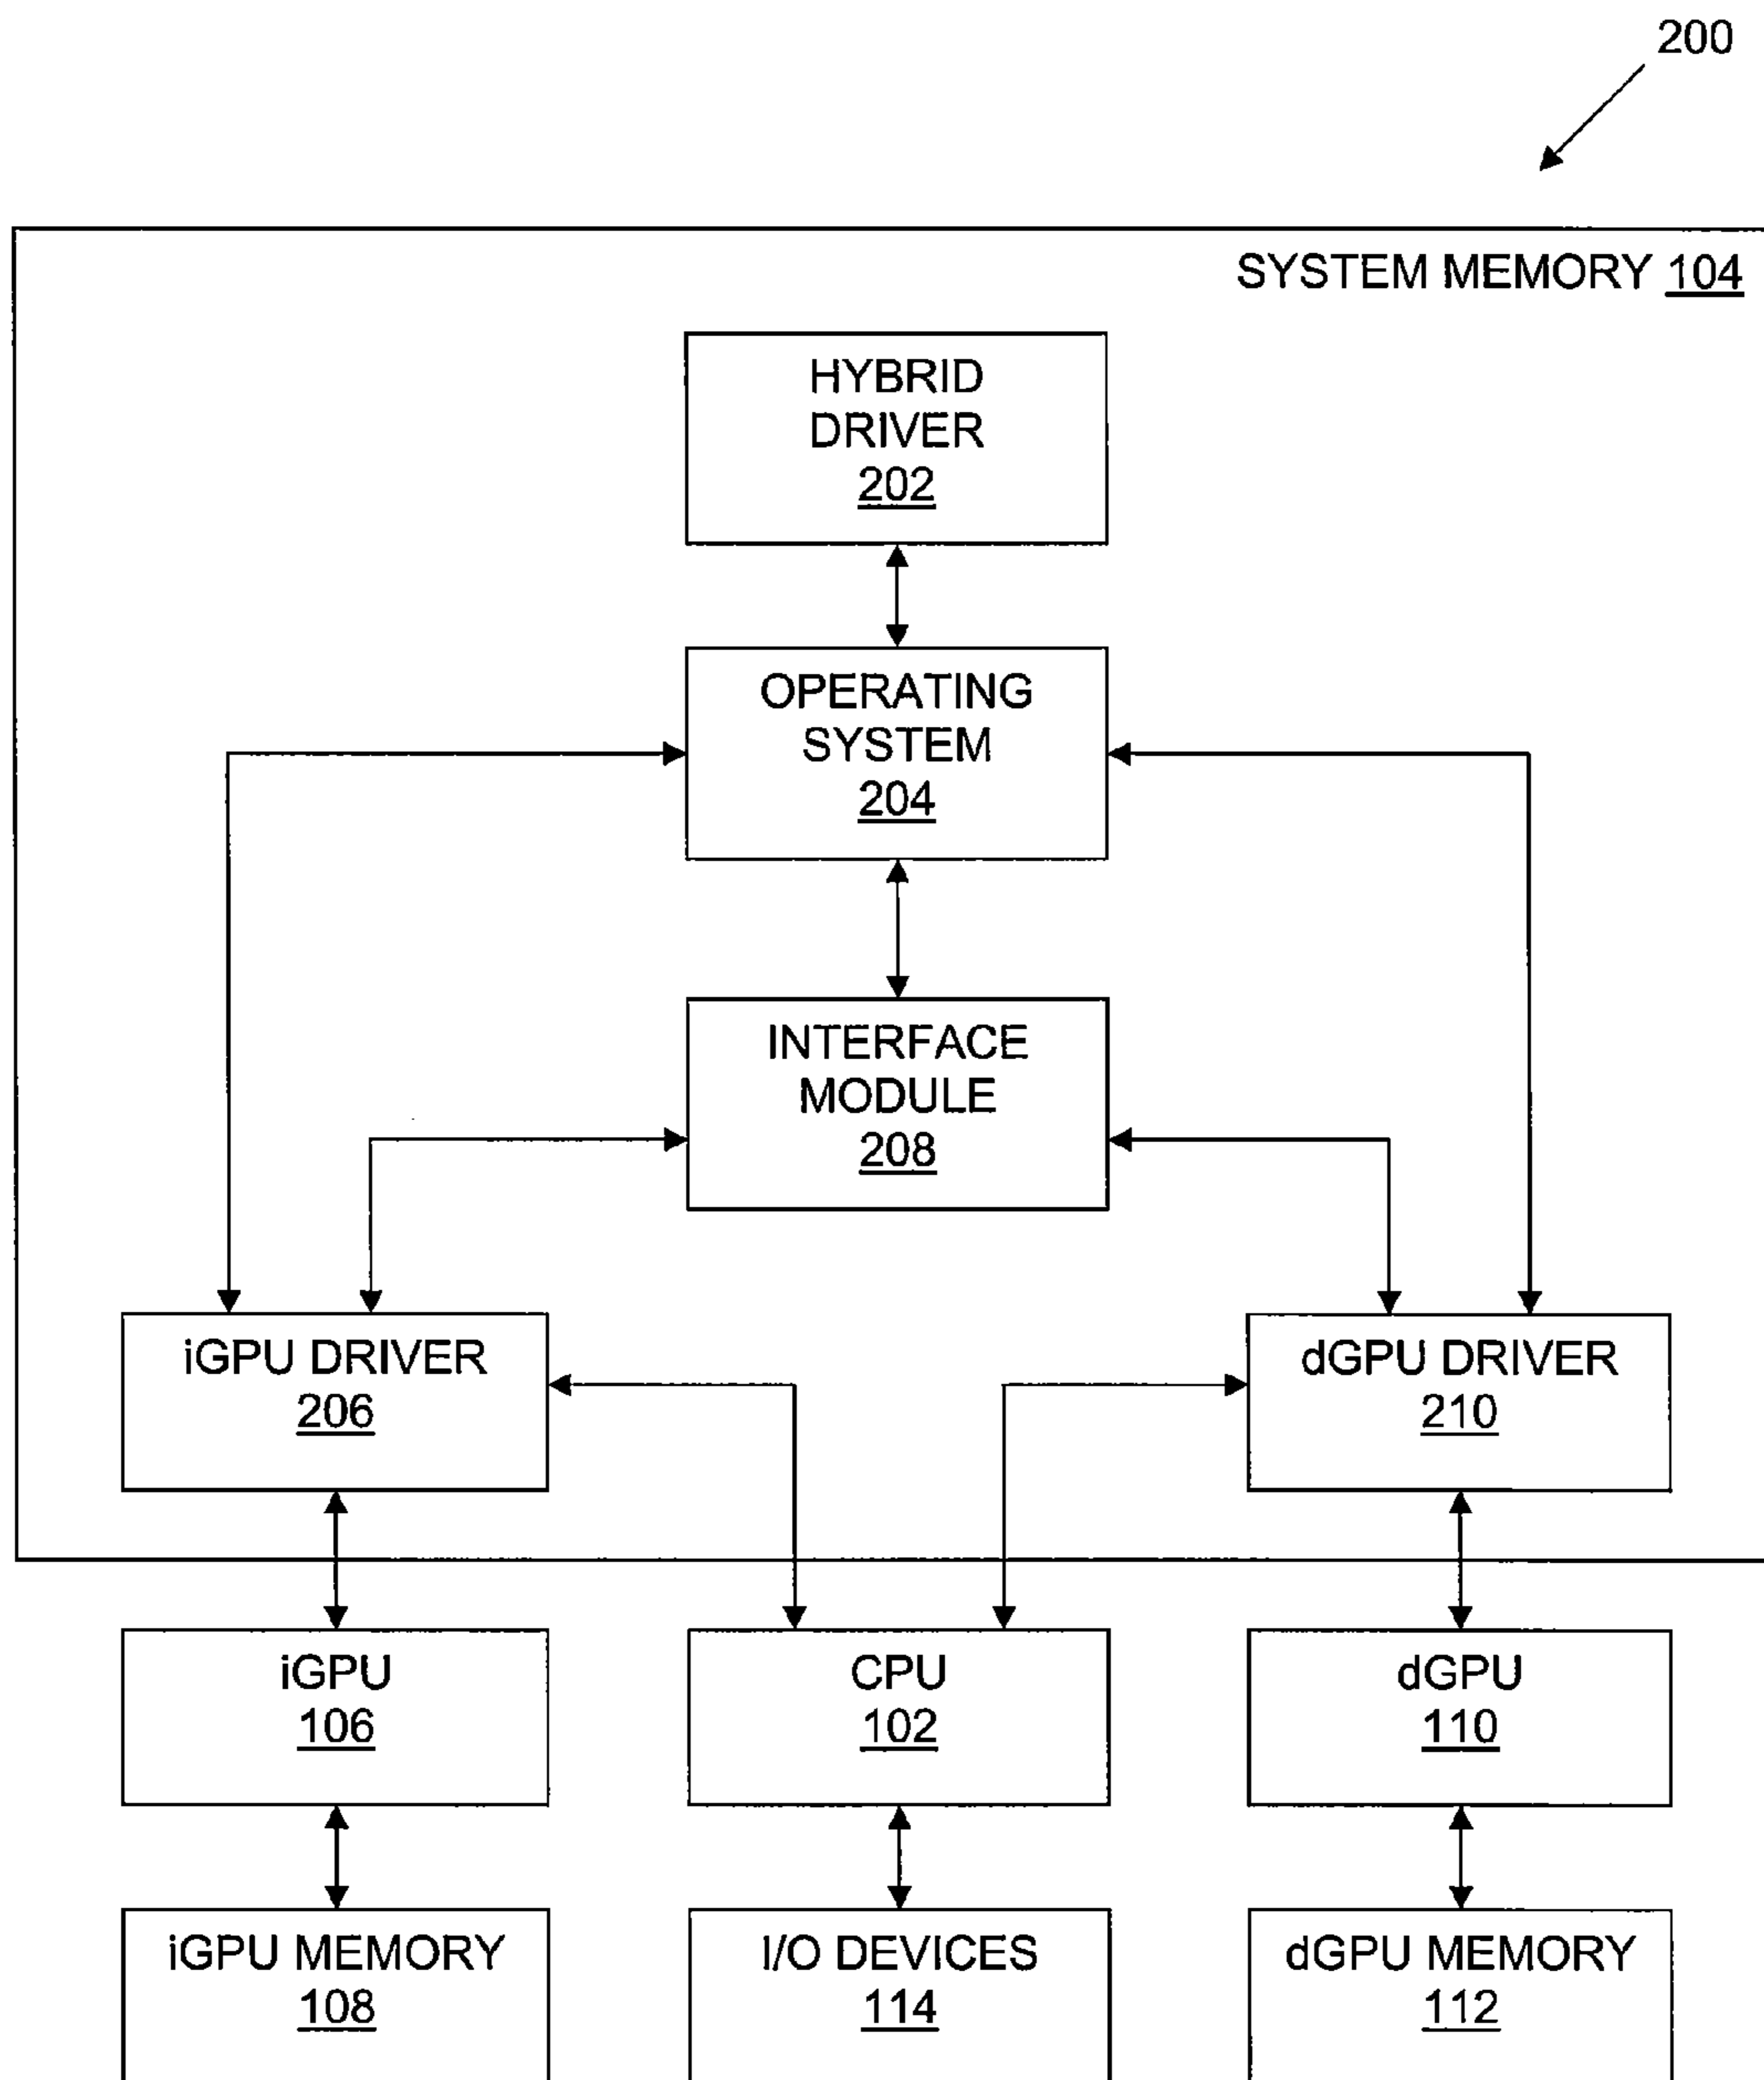 200
SYSTEM MEMORY 104
HYBRID
DRIVER
202
OPERATING
SYSTEM
204
INTERFACE
MODULE
208
iGPU DRIVER
206
dGPU DRIVER
210
iGPU
106
CPU
102
dGPU
110
iGPU MEMORY
108
I/O DEVICES
114
dGPU MEMORY
112